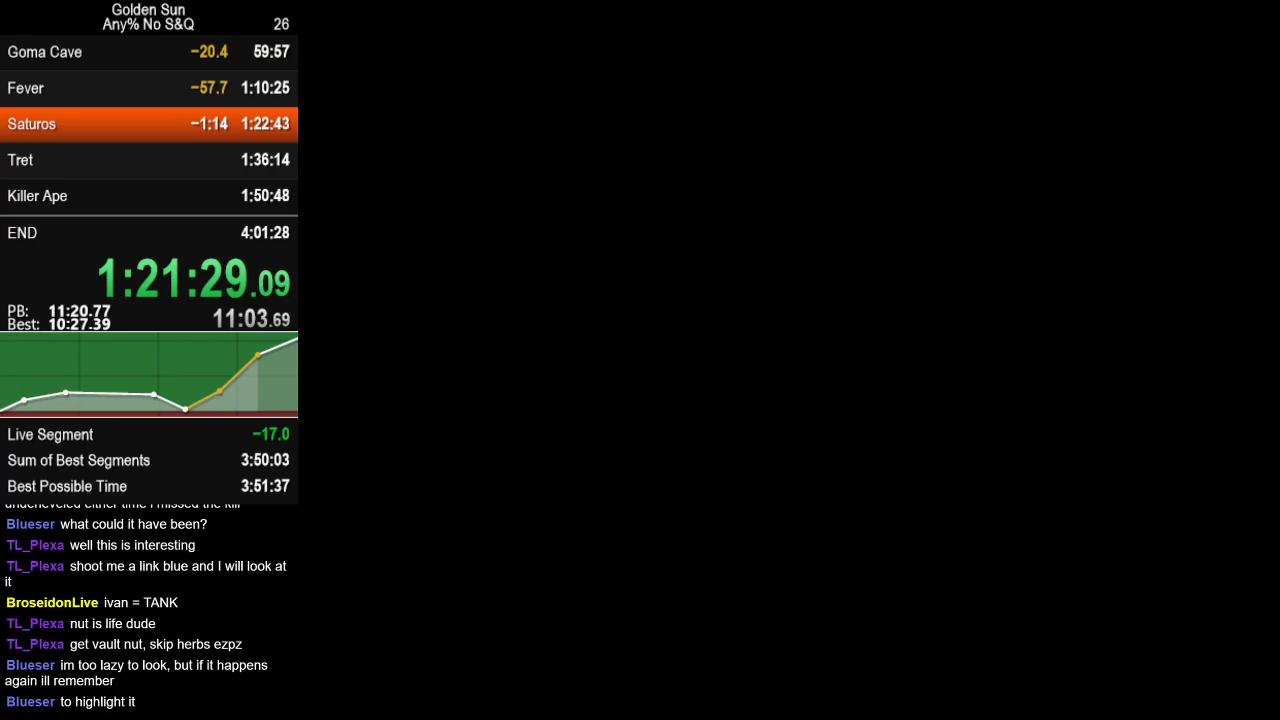 Golden Sun
Any% No S&Q 26
Goma Cave −20.4 59:57
Fever −57.7 1:10:25
Saturos −1:14 1:22:43
Tret 1:36:14
Killer Ape 1:50:48
END 4:01:28
1:21:29.09
PB: 11:20.77
Best: 10:27.39 11:03.69
Live Segment −17.0
Sum of Best Segments 3:50:03
Best Possible Time 3:51:37
either time I missed the kill
Blueser what could it have been?
TL_Plexa well this is interesting
TL_Plexa shoot me a link blue and I will look at
it
BroseidonLive ivan = TANK
TL_Plexa nut is life dude
TL_Plexa get vault nut, skip herbs ezpz
Blueser im too lazy to look, but if it happens
again ill remember
Blueser to highlight it